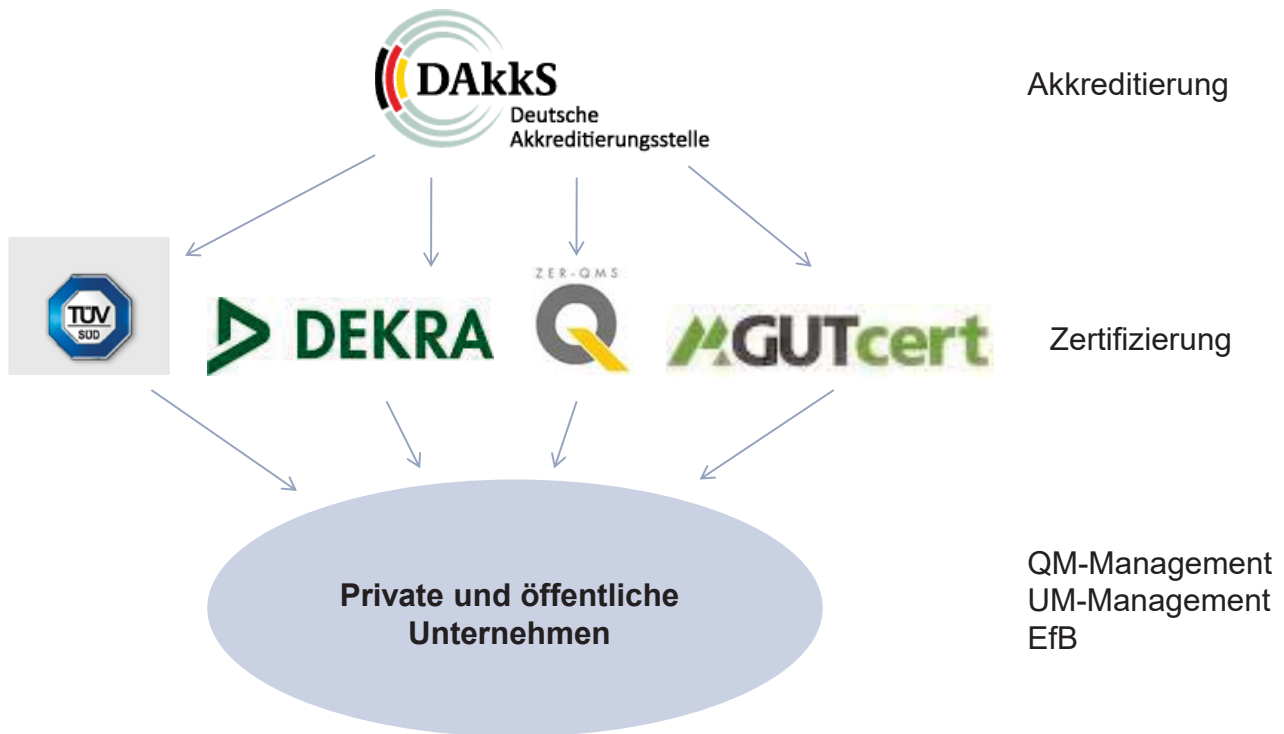 DAkkS
Deutsche
Akkreditierungsstelle
Akkreditierung
TÜV
SÜD
DEKRA
ZER-QMS
GUTcert
Zertifizierung
Private und öffentliche
Unternehmen
QM-Management
UM-Management
EfB